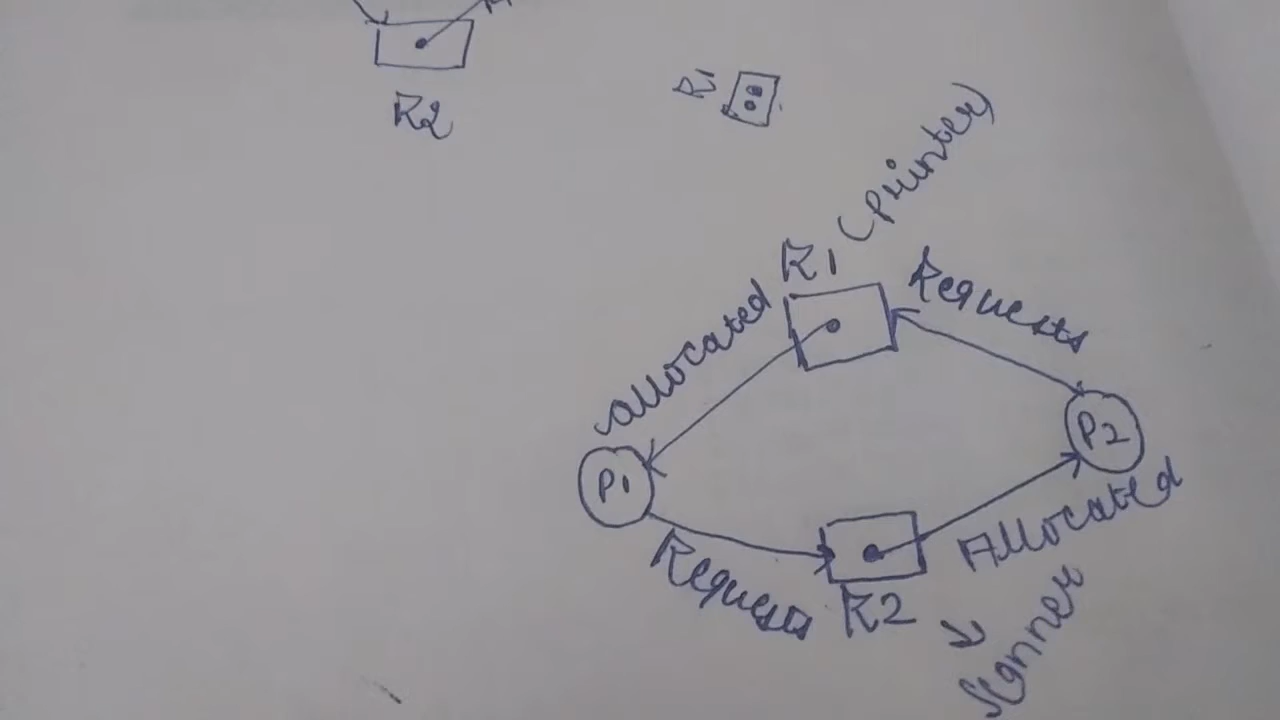 R2
R1
R1 (Printer)
Requests
allocated
P2
P1
Allocated
Requests
R2
Scanner